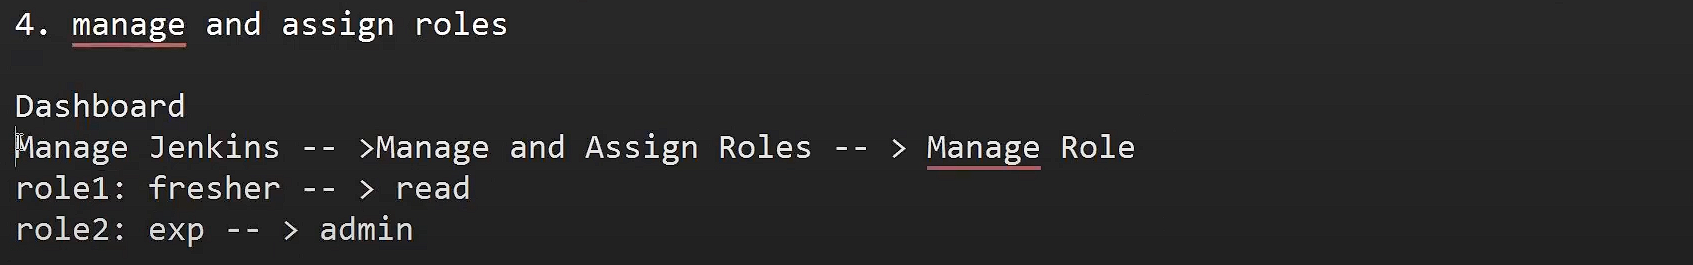 4. manage and assign roles
Dashboard
Manage Jenkins -- >Manage and Assign Roles -- > Manage Role
role1: fresher -- > read
role2: exp -- > admin